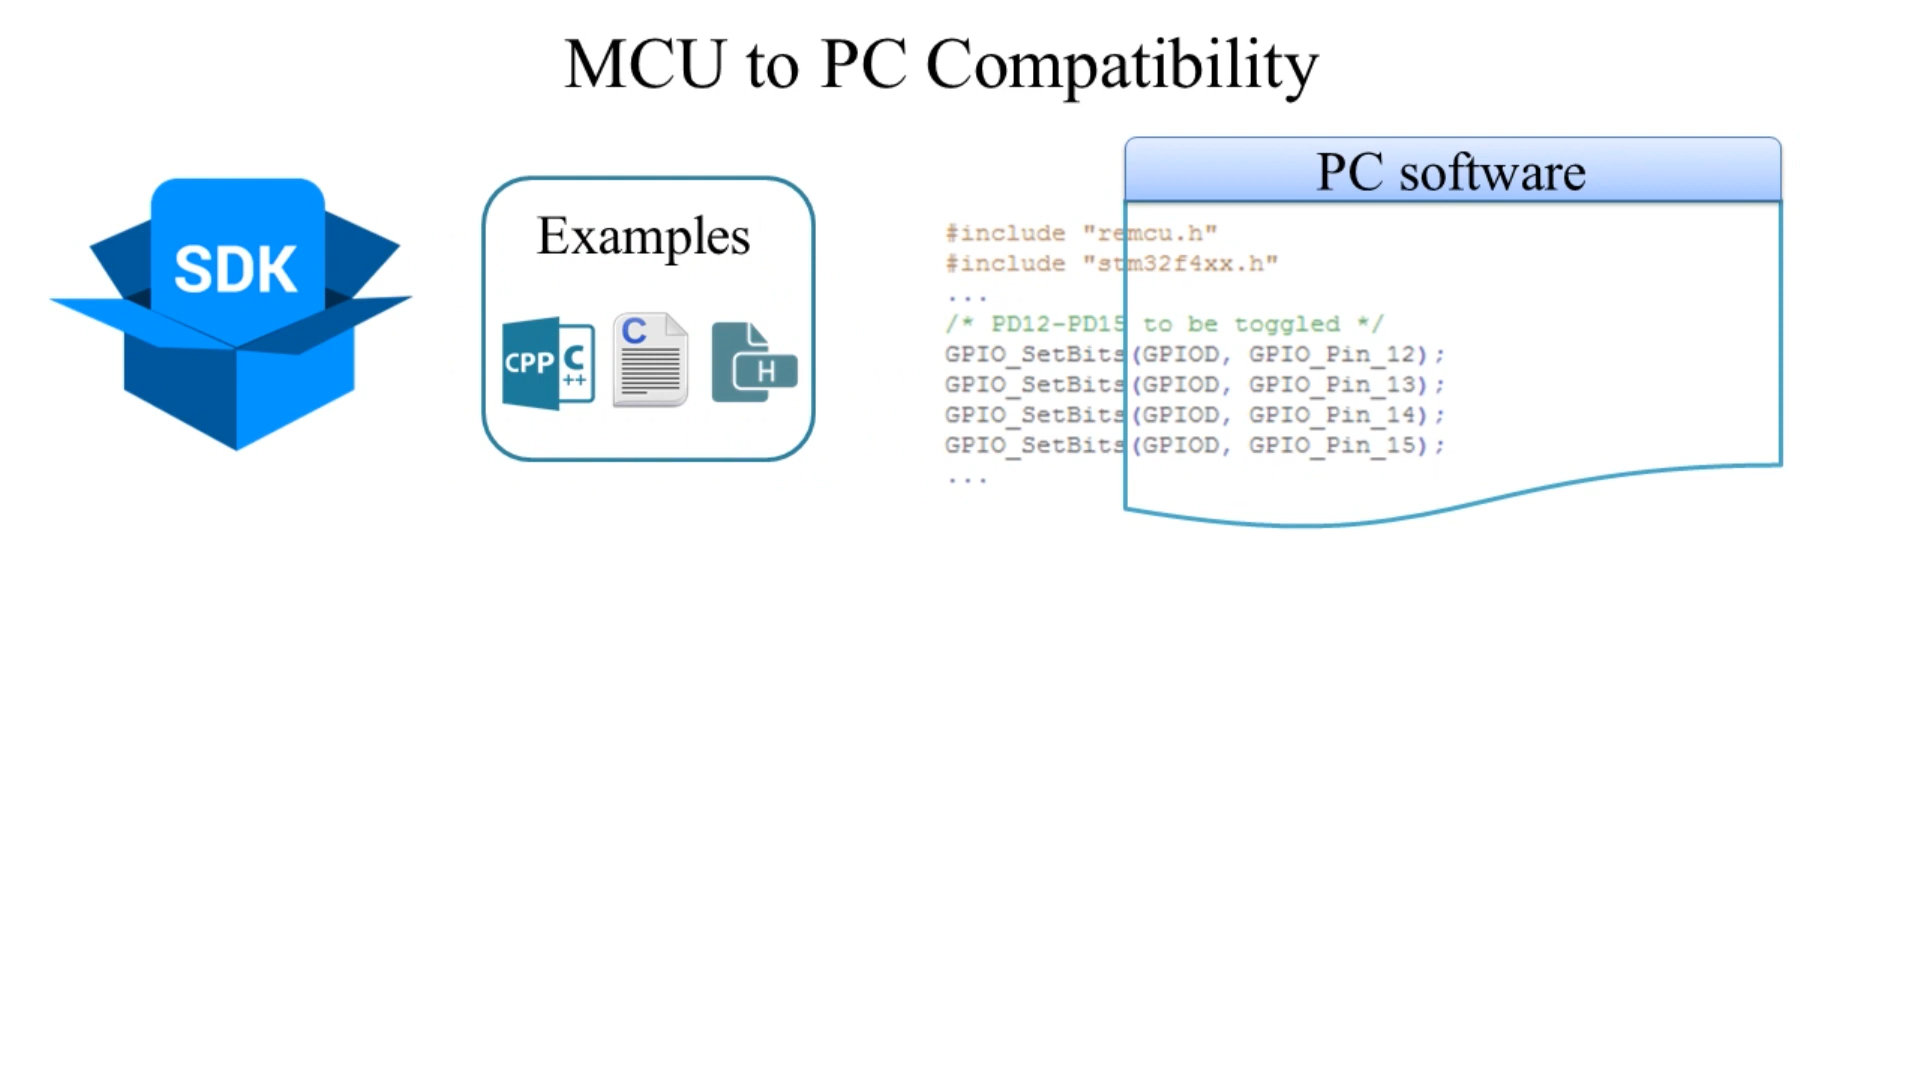 MCU to PC Compatibility
SDK
Examples
CPP C
++
C
H
PC software
#include "remcu.h"
#include "stm32f4xx.h"
...
/* PD12-PD15 to be toggled */
GPIO_SetBits(GPIOD, GPIO_Pin_12);
GPIO_SetBits(GPIOD, GPIO_Pin_13);
GPIO_SetBits(GPIOD, GPIO_Pin_14);
GPIO_SetBits(GPIOD, GPIO_Pin_15);
...